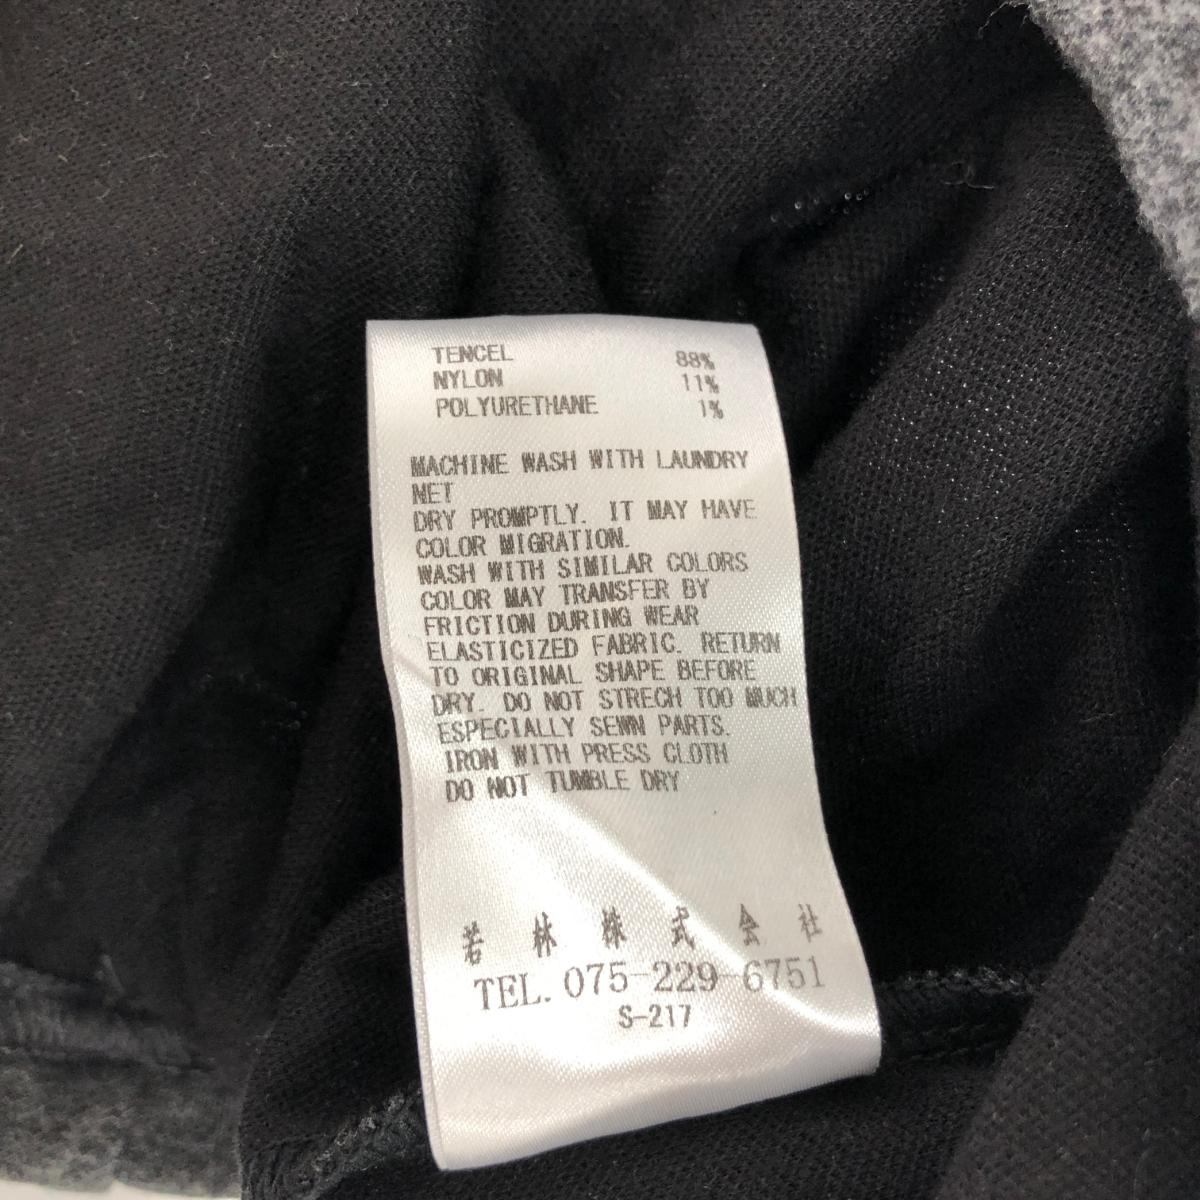 TENCEL 88%
NYLON 11%
POLYURETHANE 1%
MACHINE WASH WITH LAUNDRY
NET
DRY PROMPTLY. IT MAY HAVE
COLOR MIGRATION.
WASH WITH SIMILAR COLORS
COLOR MAY TRANSFER BY
FRICTION DURING WEAR
ELASTICIZED FABRIC. RETURN
TO ORIGINAL SHAPE BEFORE
DRY. DO NOT STRECH TOO MUCH
ESPECIALLY SEWN PARTS.
IRON WITH PRESS CLOTH
DO NOT TUMBLE DRY
若林株式会社
TEL. 075-229-6751
S-217